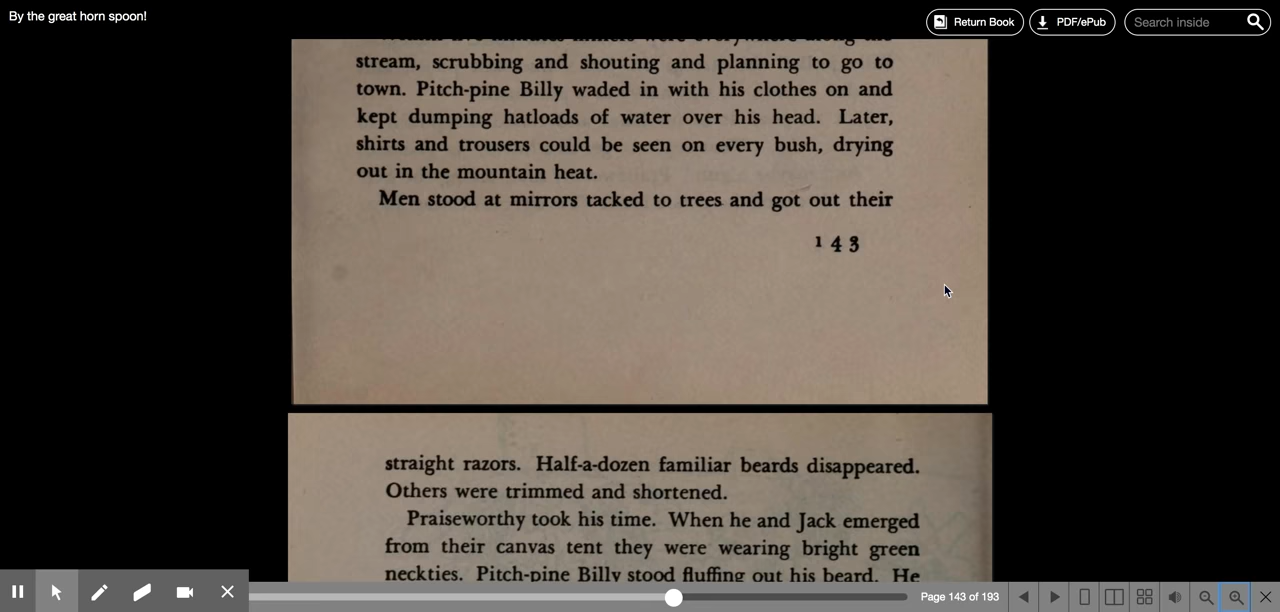 By the great horn spoon!
Return Book
PDF/ePub
Search inside
stream, scrubbing and shouting and planning to go to
town. Pitch-pine Billy waded in with his clothes on and
kept dumping hatloads of water over his head. Later,
shirts and trousers could be seen on every bush, drying
out in the mountain heat.
Men stood at mirrors tacked to trees and got out their
143
straight razors. Half-a-dozen familiar beards disappeared.
Others were trimmed and shortened.
Praiseworthy took his time. When he and Jack emerged
from their canvas tent they were wearing bright green
neckties. Pitch-pine Billy stood fluffing out his beard. He
Page 143 of 193